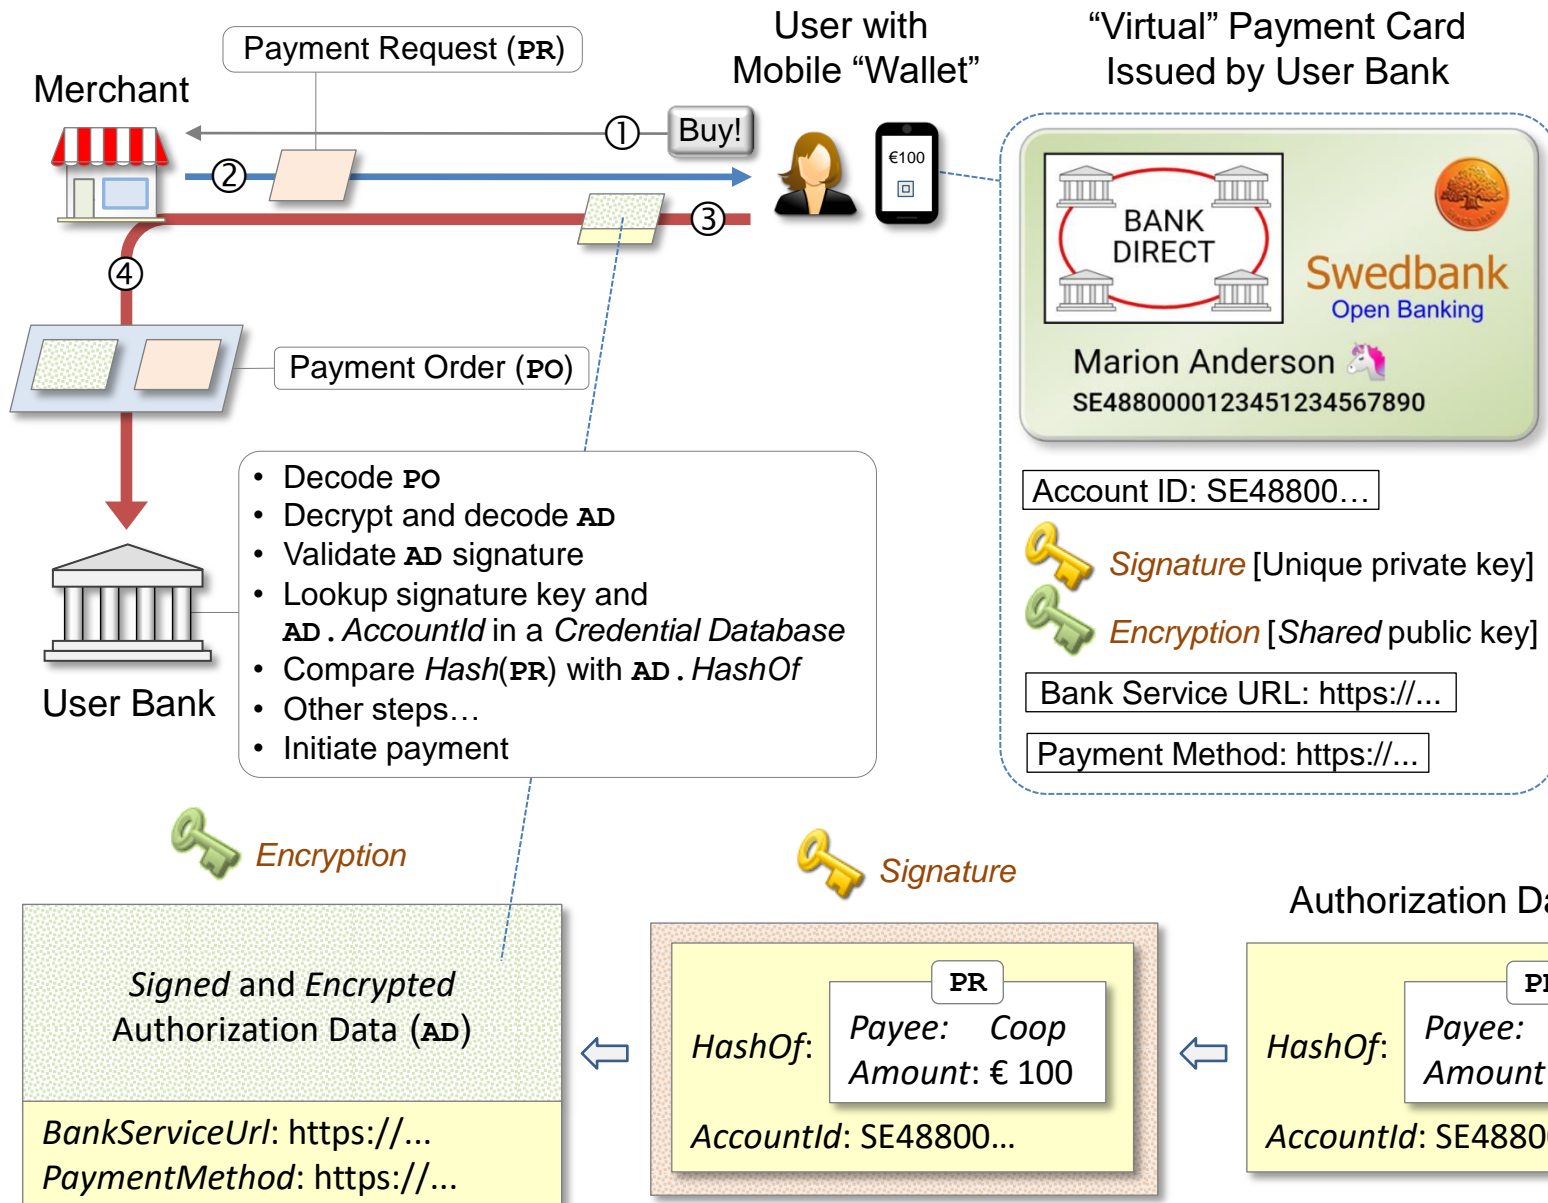 Payment Request (PR)
User with
Mobile “Wallet”
“Virtual” Payment Card
Issued by User Bank
Merchant
①
Buy!
②
€100
③
④
BANK
DIRECT
Swedbank
Open Banking
Marion Anderson
SE4880000123451234567890
Payment Order (PO)
• Decode PO
• Decrypt and decode AD
• Validate AD signature
• Lookup signature key and
AD.AccountId in a Credential Database
• Compare Hash(PR) with AD.HashOf
• Other steps…
• Initiate payment
User Bank
Account ID: SE48800…
Signature [Unique private key]
Encryption [Shared public key]
Bank Service URL: https://...
Payment Method: https://...
Encryption
Signature
Signed and Encrypted
Authorization Data (AD)
BankServiceUrl: https://...
PaymentMethod: https://...
PR
HashOf:
Payee: Coop
Amount: € 100
AccountId: SE48800…
Authorization Da
PR
HashOf:
Payee:
Amount
AccountId: SE4880